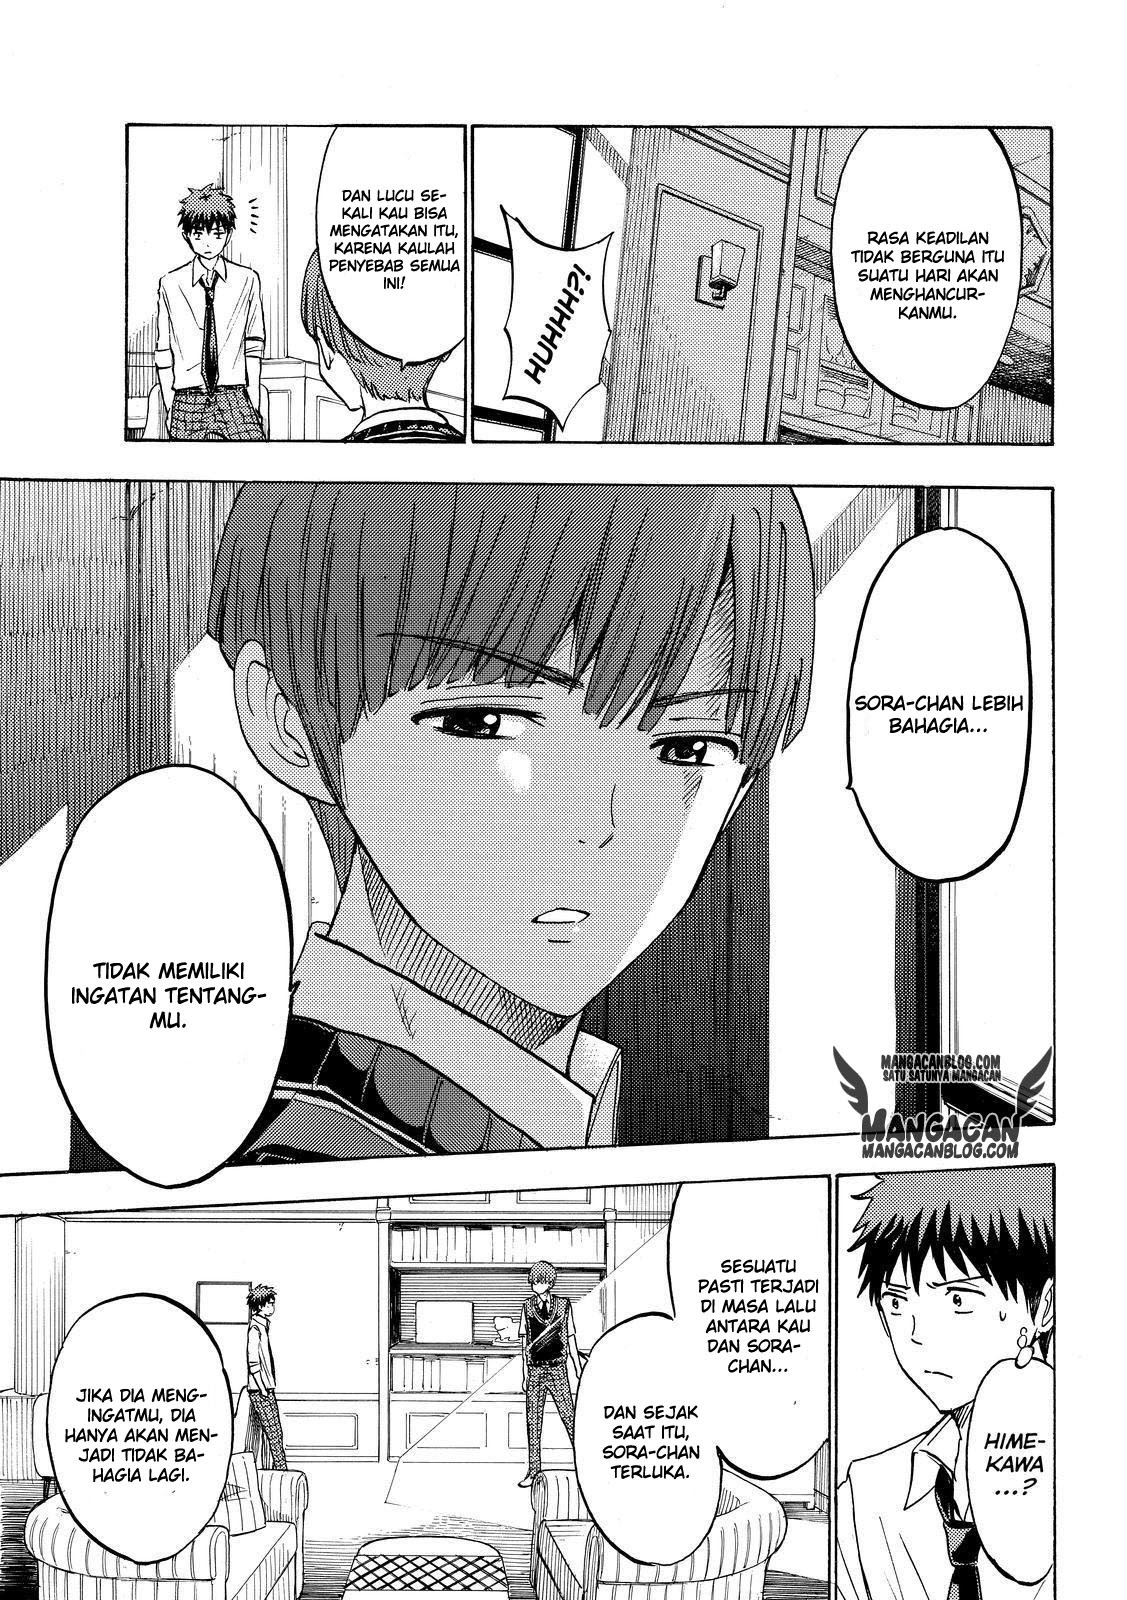 RASA KEADILAN
TIDAK BERGUNA ITU
SUATU HARI AKAN
MENGHANCUR-
KANMU.
HUHHH?!
DAN LUCU SE-
KALI KAU BISA
MENGATAKAN ITU,
KARENA KAULAH
PENYEBAB SEMUA
INI!
SORA-CHAN LEBIH
BAHAGIA...
TIDAK MEMILIKI
INGATAN TENTANG-
MU.
MANGACANBLOG.COM
SATU SATUNYA MANGACAN
MANGACAN
MANGACANBLOG.COM
HIME-
KAWA
...?
SESUATU
PASTI TERJADI
DI MASA LALU
ANTARA KAU
DAN SORA-
CHAN...
DAN SEJAK
SAAT ITU,
SORA-CHAN
TERLUKA.
JIKA DIA MENG-
INGATMU, DIA
HANYA AKAN MEN-
JADI TIDAK BA-
HAGIA LAGI.